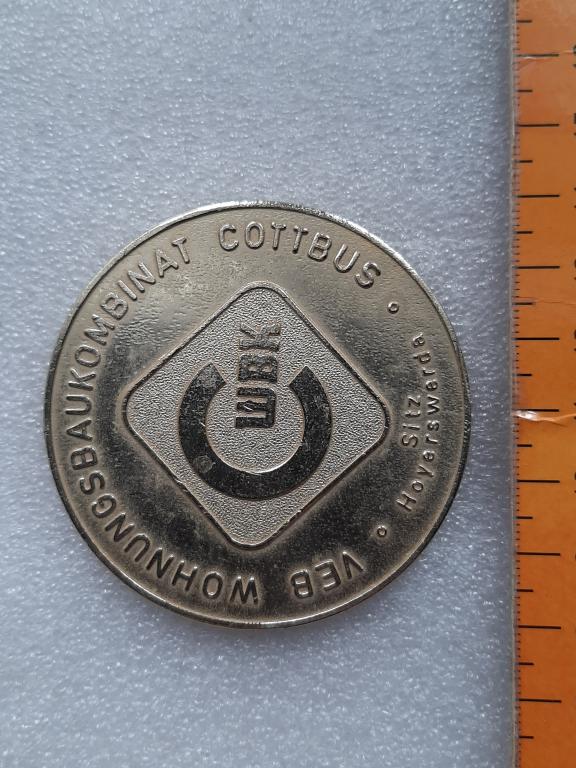 VEB WOHNUNGSBAUKOMBINAT COTTBUS
Sitz
Hoyerswerda
WBK